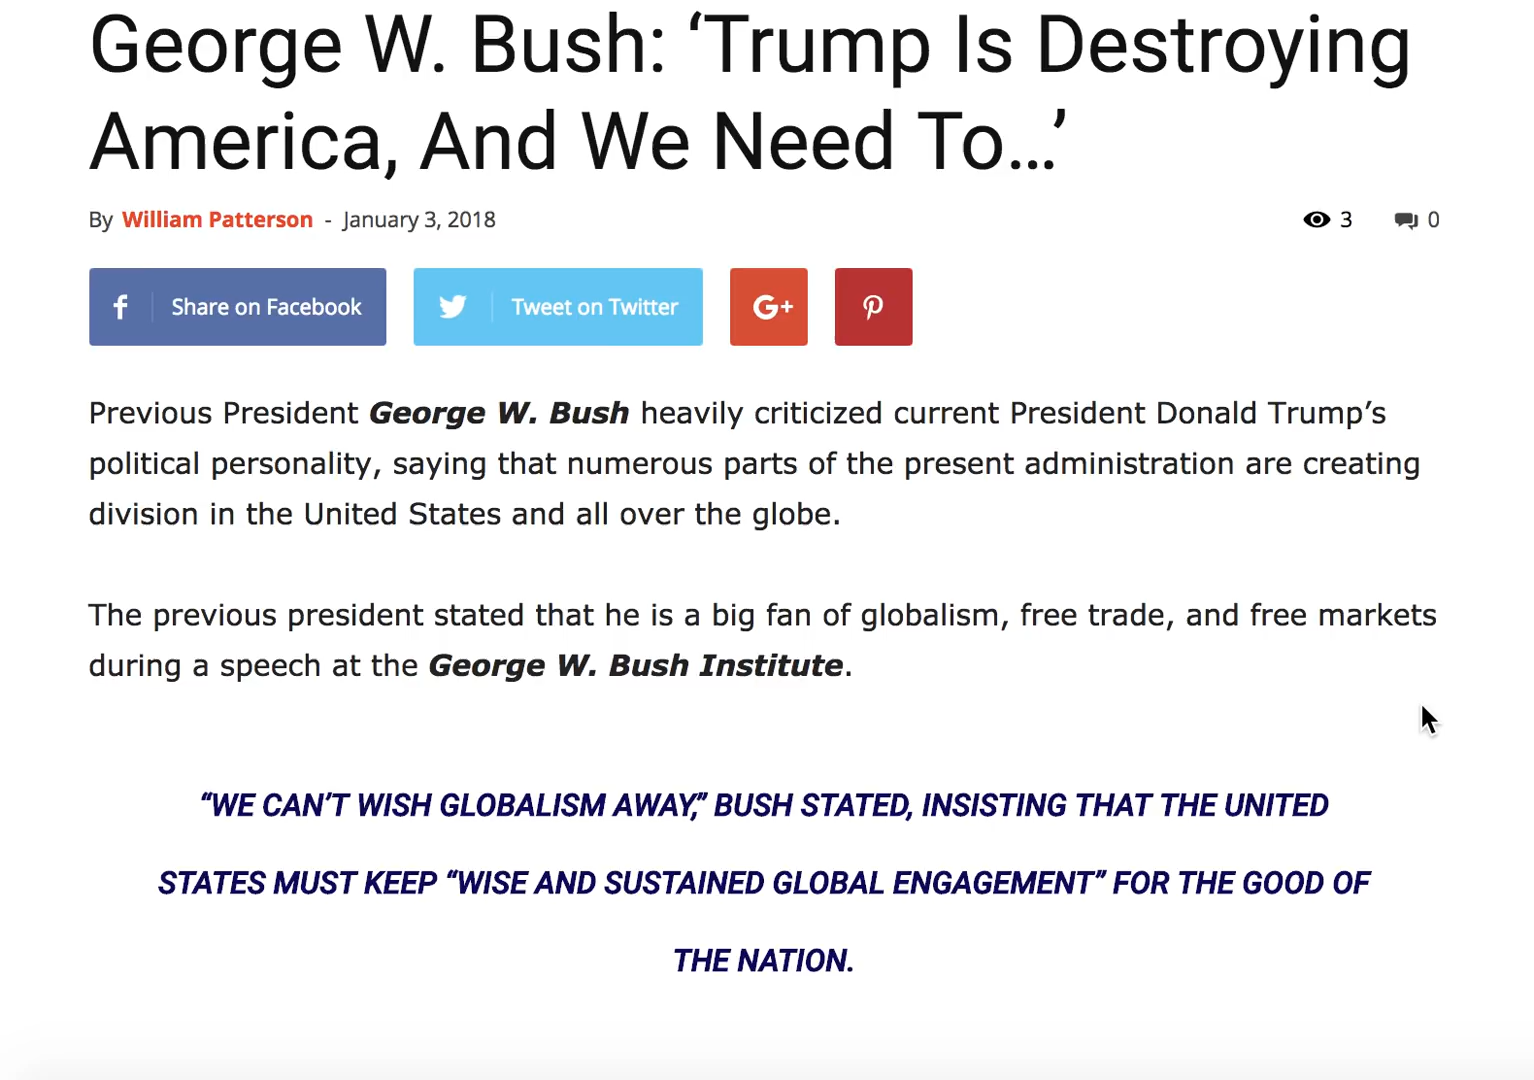 George W. Bush: ‘Trump Is Destroying
America, And We Need To…’
By William Patterson - January 3, 2018 3 0
Share on Facebook Tweet on Twitter G+
Previous President George W. Bush heavily criticized current President Donald Trump’s
political personality, saying that numerous parts of the present administration are creating
division in the United States and all over the globe.
The previous president stated that he is a big fan of globalism, free trade, and free markets
during a speech at the George W. Bush Institute.
“WE CAN’T WISH GLOBALISM AWAY,” BUSH STATED, INSISTING THAT THE UNITED
STATES MUST KEEP “WISE AND SUSTAINED GLOBAL ENGAGEMENT” FOR THE GOOD OF
THE NATION.